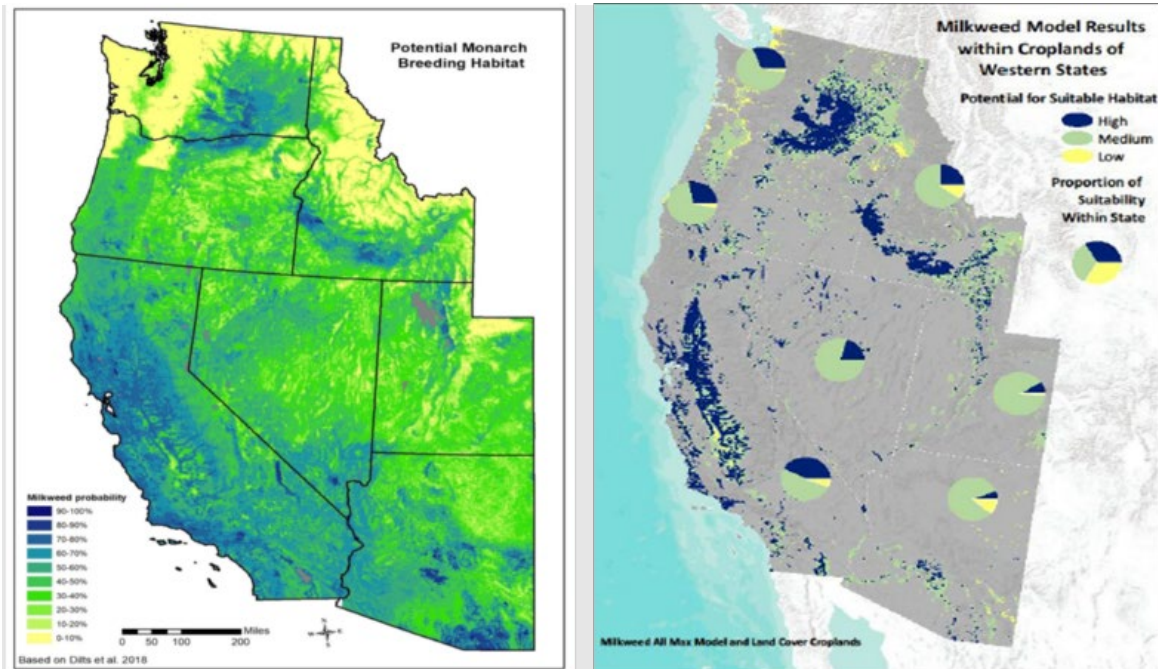 Potential Monarch
Breeding Habitat
Milkweed probability
90-100%
80-90%
70-80%
60-70%
50-60%
40-50%
30-40%
20-30%
10-20%
0-10%
0 50 100 200 Miles
Based on Dilts et al. 2018
Milkweed Model Results
within Croplands of
Western States
Potential for Suitable Habitat
High
Medium
Low
Proportion of
Suitability
Within State
Milkweed All Max Model and Land Cover Croplands